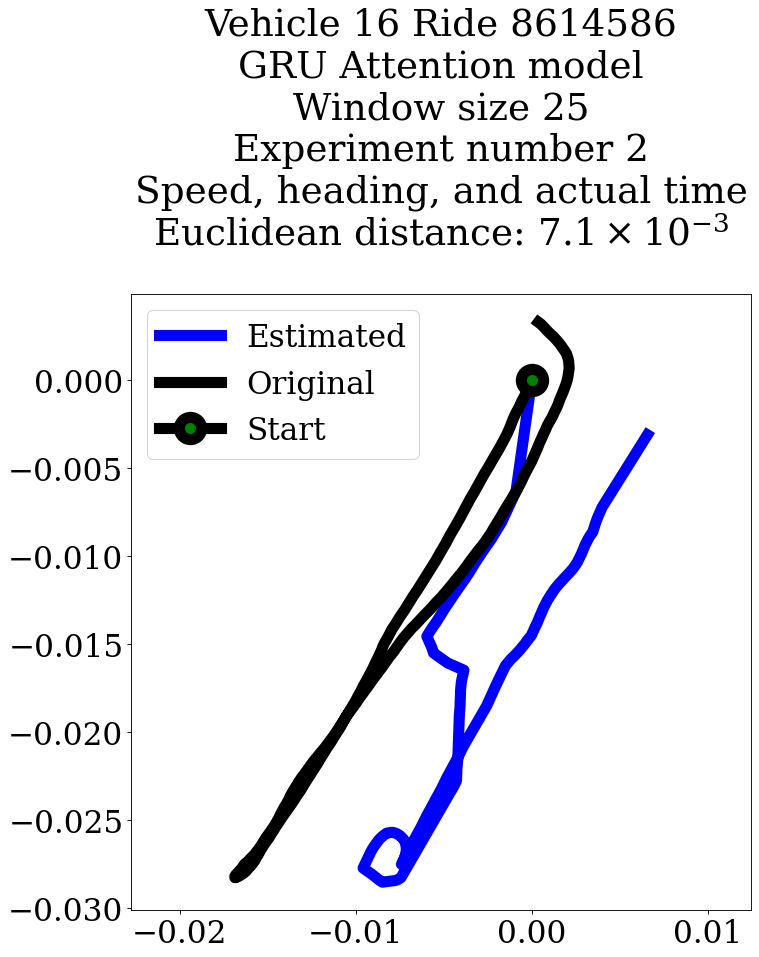 Vehicle 16 Ride 8614586
GRU Attention model
Window size 25
Experiment number 2
Speed, heading, and actual time
Euclidean distance: 7.1 × 10⁻³
Estimated
Original
Start
0.000
−0.005
−0.010
−0.015
−0.020
−0.025
−0.030
−0.02
−0.01
0.00
0.01